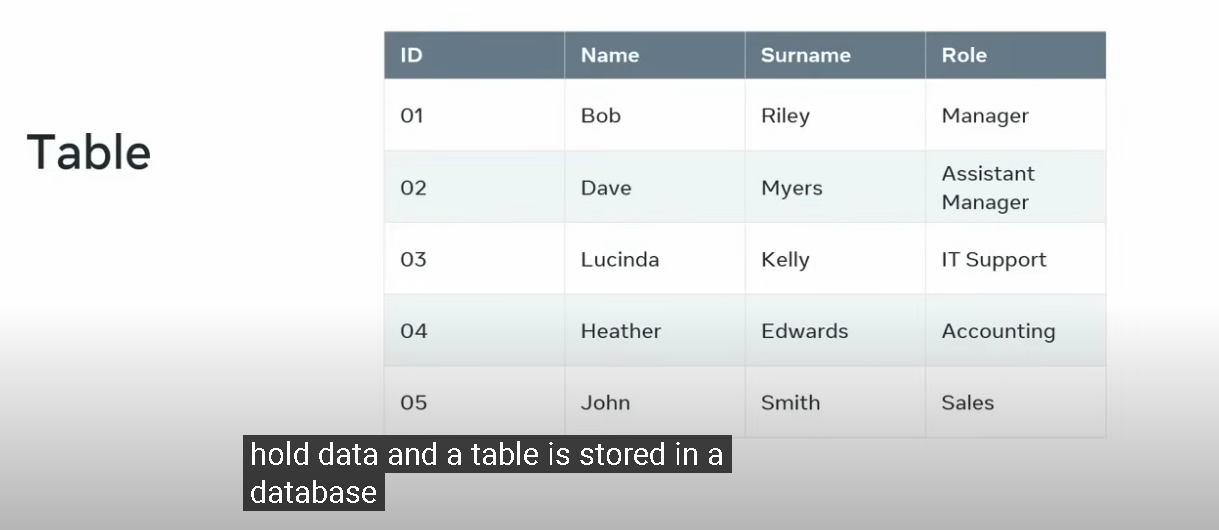 Table
ID Name Surname Role
01 Bob Riley Manager
02 Dave Myers Assistant
Manager
03 Lucinda Kelly IT Support
04 Heather Edwards Accounting
05 John Smith Sales
hold data and a table is stored in a
database